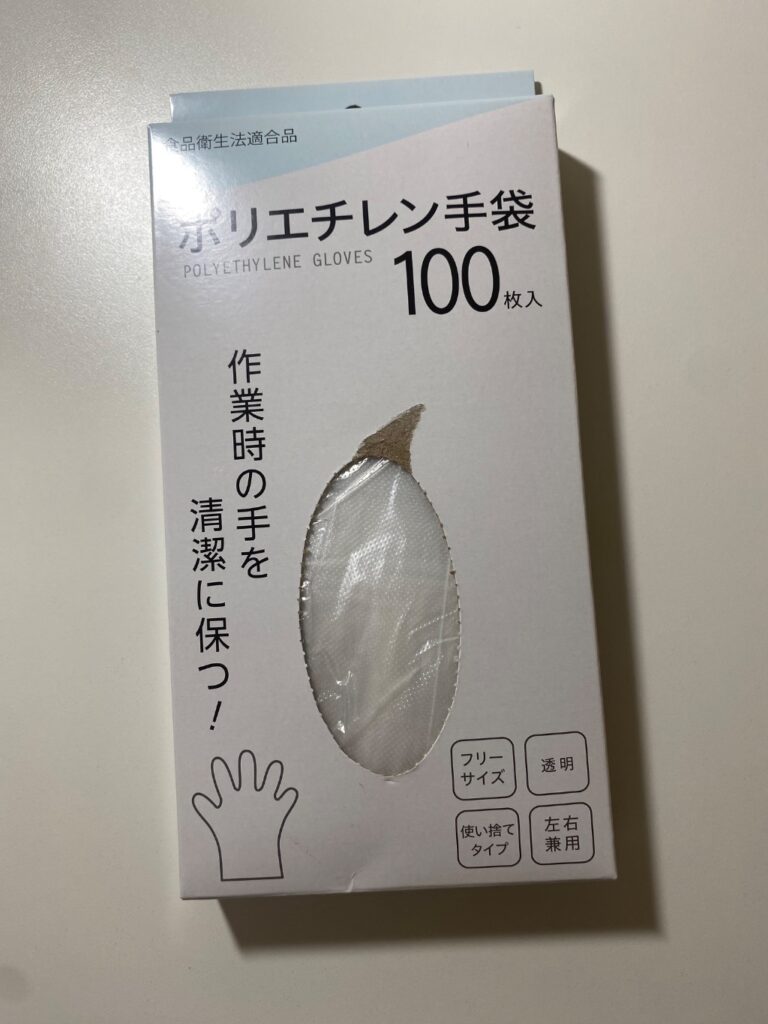 食品衛生法適合品
ポリエチレン手袋
POLYETHYLENE GLOVES
100枚入
作業時の手を
清潔に保つ!
フリー
サイズ
透明
使い捨て
タイプ
左右
兼用